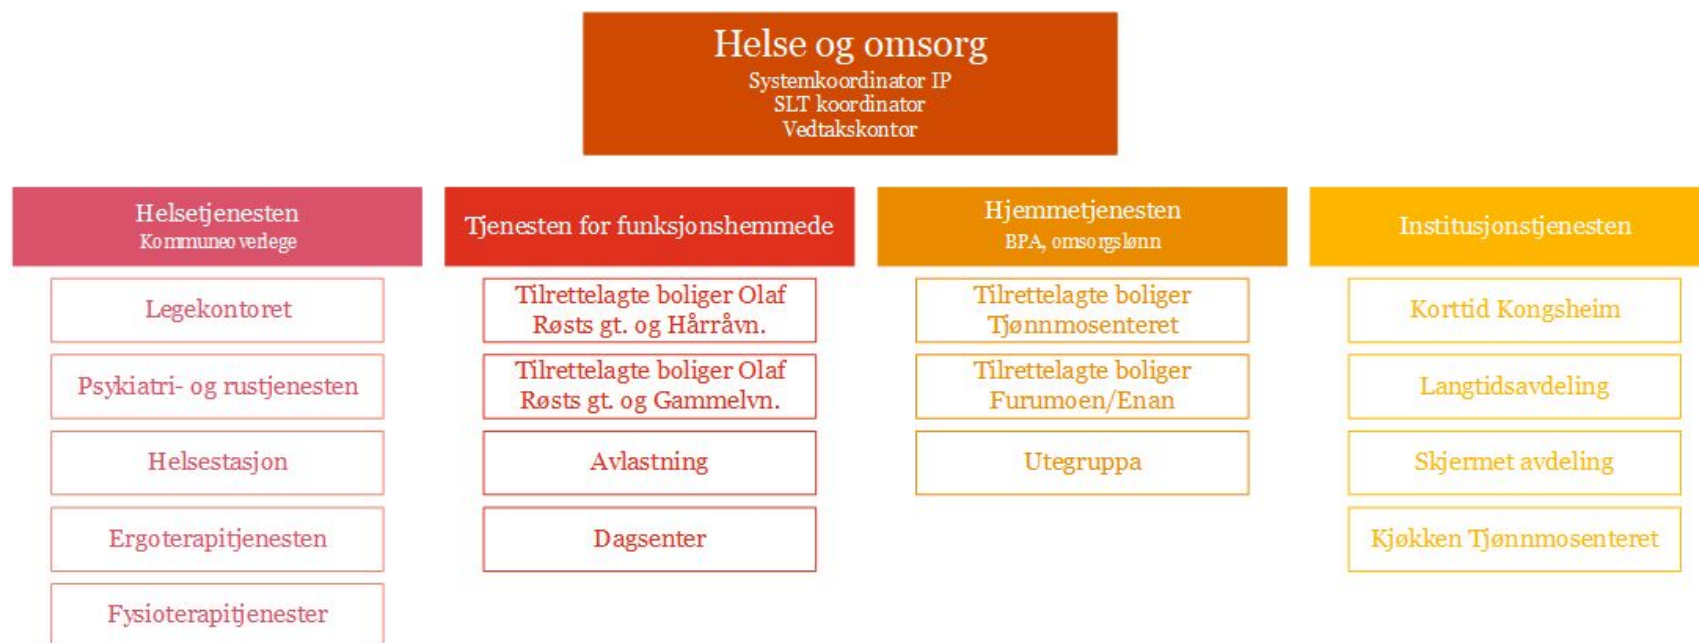 Helse og omsorg
Systemkoordinator IP
SLT koordinator
Vedtakskontor
Helsetjenesten
Kommuneoverlege
Legekontoret
Psykiatri- og rustjenesten
Helsestasjon
Ergoterapitjenesten
Fysioterapitjenester
Tjenesten for funksjonshemmede
Tilrettelagte boliger Olaf
Røsts gt. og Hårråvn.
Tilrettelagte boliger Olaf
Røsts gt. og Gammelvn.
Avlastning
Dagsenter
Hjemmetjenesten
BPA, omsorgslønn
Tilrettelagte boliger
Tjønnmosenteret
Tilrettelagte boliger
Furumoen/Enan
Utegruppa
Institusjonstjenesten
Korttid Kongsheim
Langtidsavdeling
Skjermet avdeling
Kjøkken Tjønnmosenteret